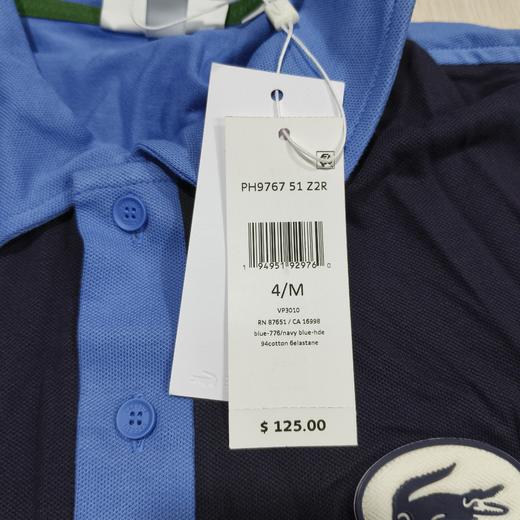 PH9767 51 Z2R
1 94951 92976 0
4/M
VP3010
RN 87651 / CA 16998
blue-776/navy blue-hde
94cotton 6elastane
$ 125.00